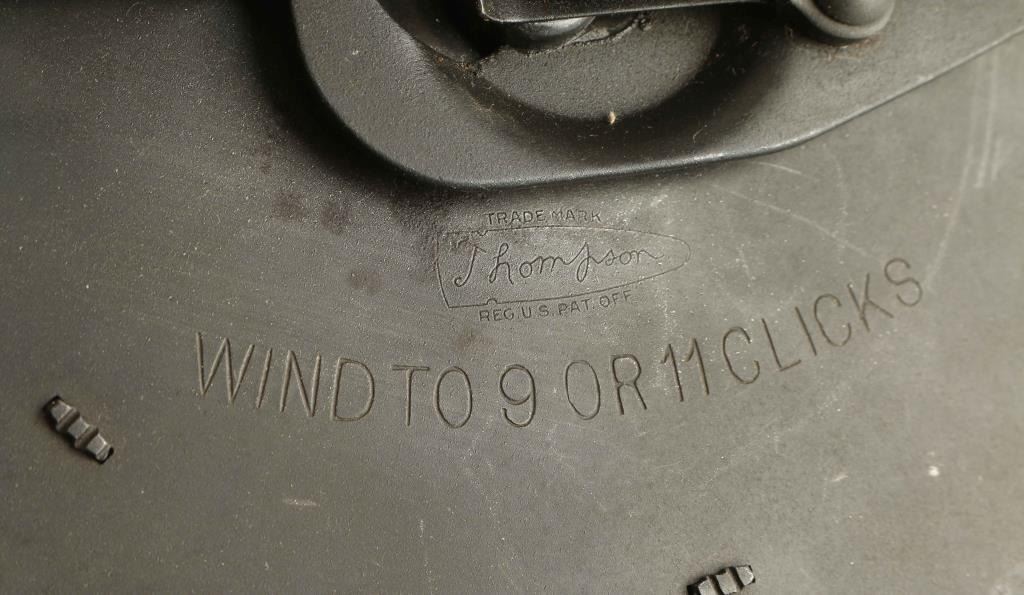 TRADE MARK
Thompson
REG. U.S. PAT. OFF.
WIND TO 9 OR 11 CLICKS